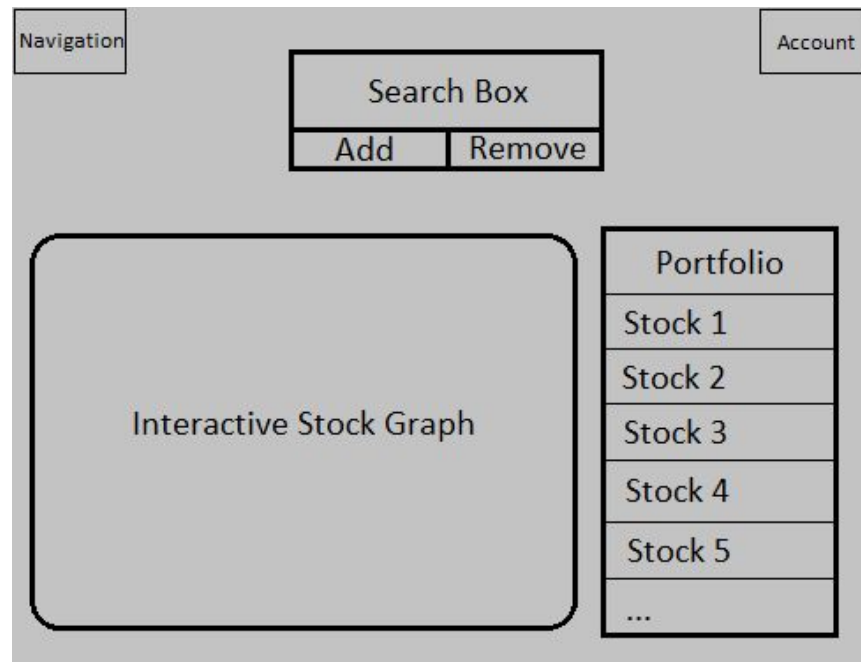 Navigation
Account
Search Box
Add
Remove
Interactive Stock Graph
Portfolio
Stock 1
Stock 2
Stock 3
Stock 4
Stock 5
...